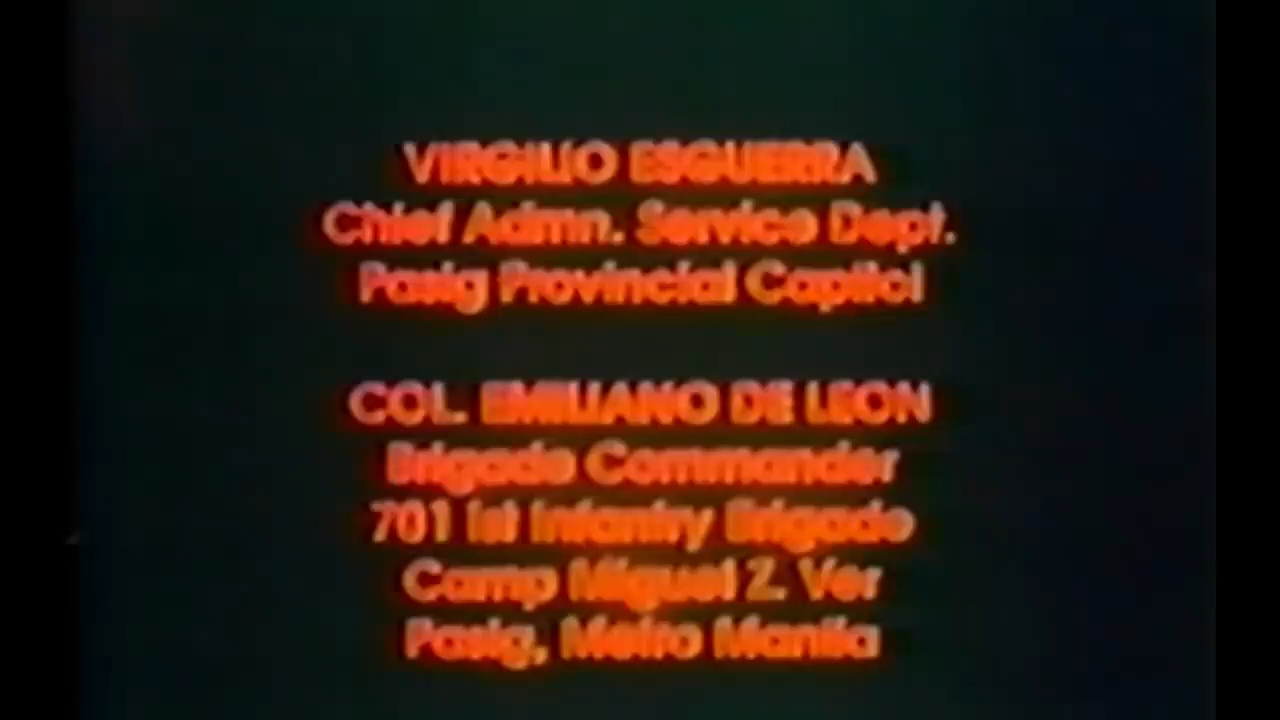 VIRGILIO ESGUERRA
Chief Admn. Service Dept.
Pasig Provincial Capitol
COL. EMILIANO DE LEON
Brigade Commander
701 1st Infantry Brigade
Camp Miguel Z. Ver
Pasig, Metro Manila